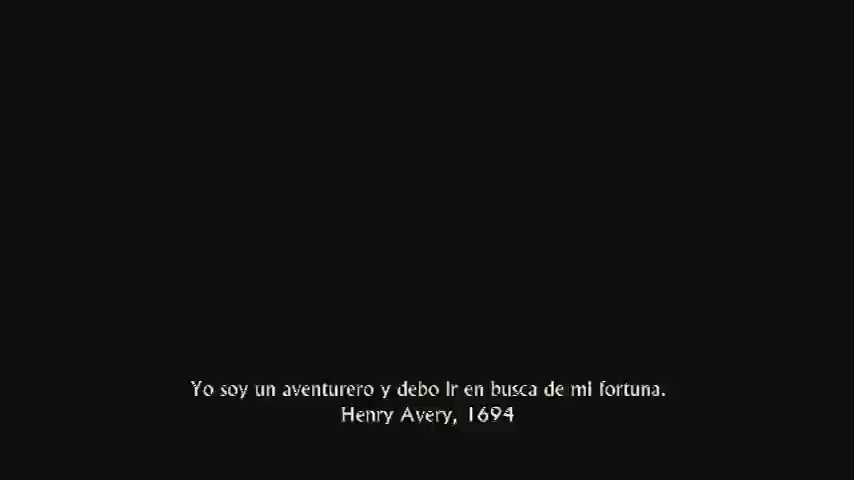 Yo soy un aventurero y debo ir en busca de mi fortuna.
Henry Avery, 1694